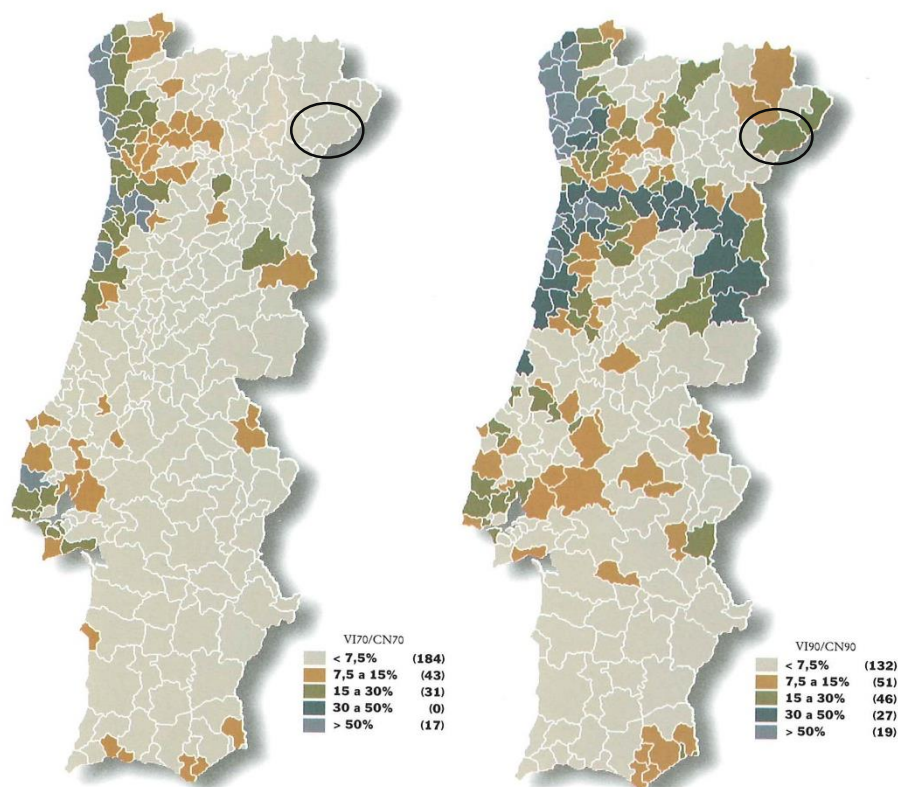 VI70/CN70
< 7,5% (184)
7,5 a 15% (43)
15 a 30% (31)
30 a 50% (0)
> 50% (17)
VI90/CN90
< 7,5% (132)
7,5 a 15% (51)
15 a 30% (46)
30 a 50% (27)
> 50% (19)